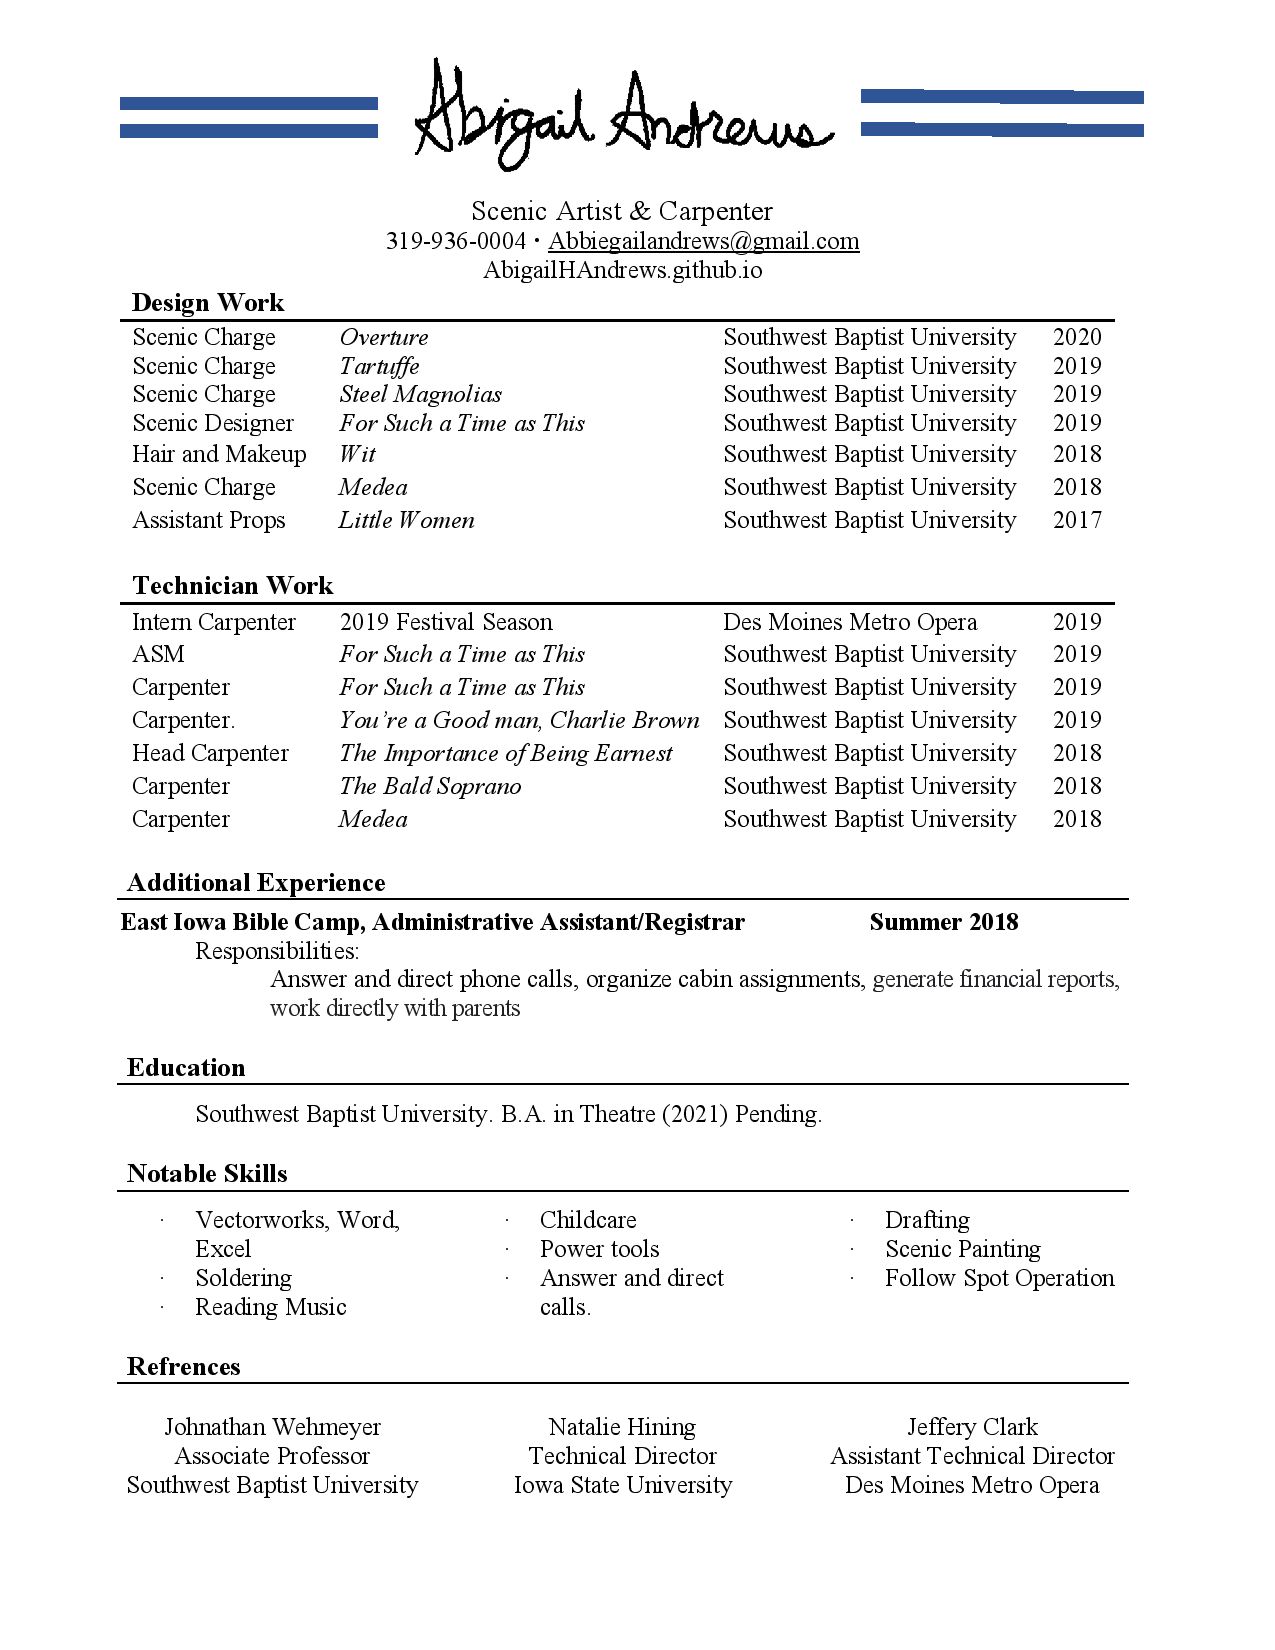 Abigail Andrews
Scenic Artist & Carpenter
319-936-0004 · Abbiegailandrews@gmail.com
AbigailHAndrews.github.io
Design Work
Scenic Charge Overture Southwest Baptist University 2020
Scenic Charge Tartuffe Southwest Baptist University 2019
Scenic Charge Steel Magnolias Southwest Baptist University 2019
Scenic Designer For Such a Time as This Southwest Baptist University 2019
Hair and Makeup Wit Southwest Baptist University 2018
Scenic Charge Medea Southwest Baptist University 2018
Assistant Props Little Women Southwest Baptist University 2017
Technician Work
Intern Carpenter 2019 Festival Season Des Moines Metro Opera 2019
ASM For Such a Time as This Southwest Baptist University 2019
Carpenter For Such a Time as This Southwest Baptist University 2019
Carpenter. You're a Good man, Charlie Brown Southwest Baptist University 2019
Head Carpenter The Importance of Being Earnest Southwest Baptist University 2018
Carpenter The Bald Soprano Southwest Baptist University 2018
Carpenter Medea Southwest Baptist University 2018
Additional Experience
East Iowa Bible Camp, Administrative Assistant/Registrar Summer 2018
Responsibilities:
Answer and direct phone calls, organize cabin assignments, generate financial reports,
work directly with parents
Education
Southwest Baptist University. B.A. in Theatre (2021) Pending.
Notable Skills
· Vectorworks, Word,
Excel
· Soldering
· Reading Music
· Childcare
· Power tools
· Answer and direct
calls.
· Drafting
· Scenic Painting
· Follow Spot Operation
Refrences
Johnathan Wehmeyer
Associate Professor
Southwest Baptist University
Natalie Hining
Technical Director
Iowa State University
Jeffery Clark
Assistant Technical Director
Des Moines Metro Opera